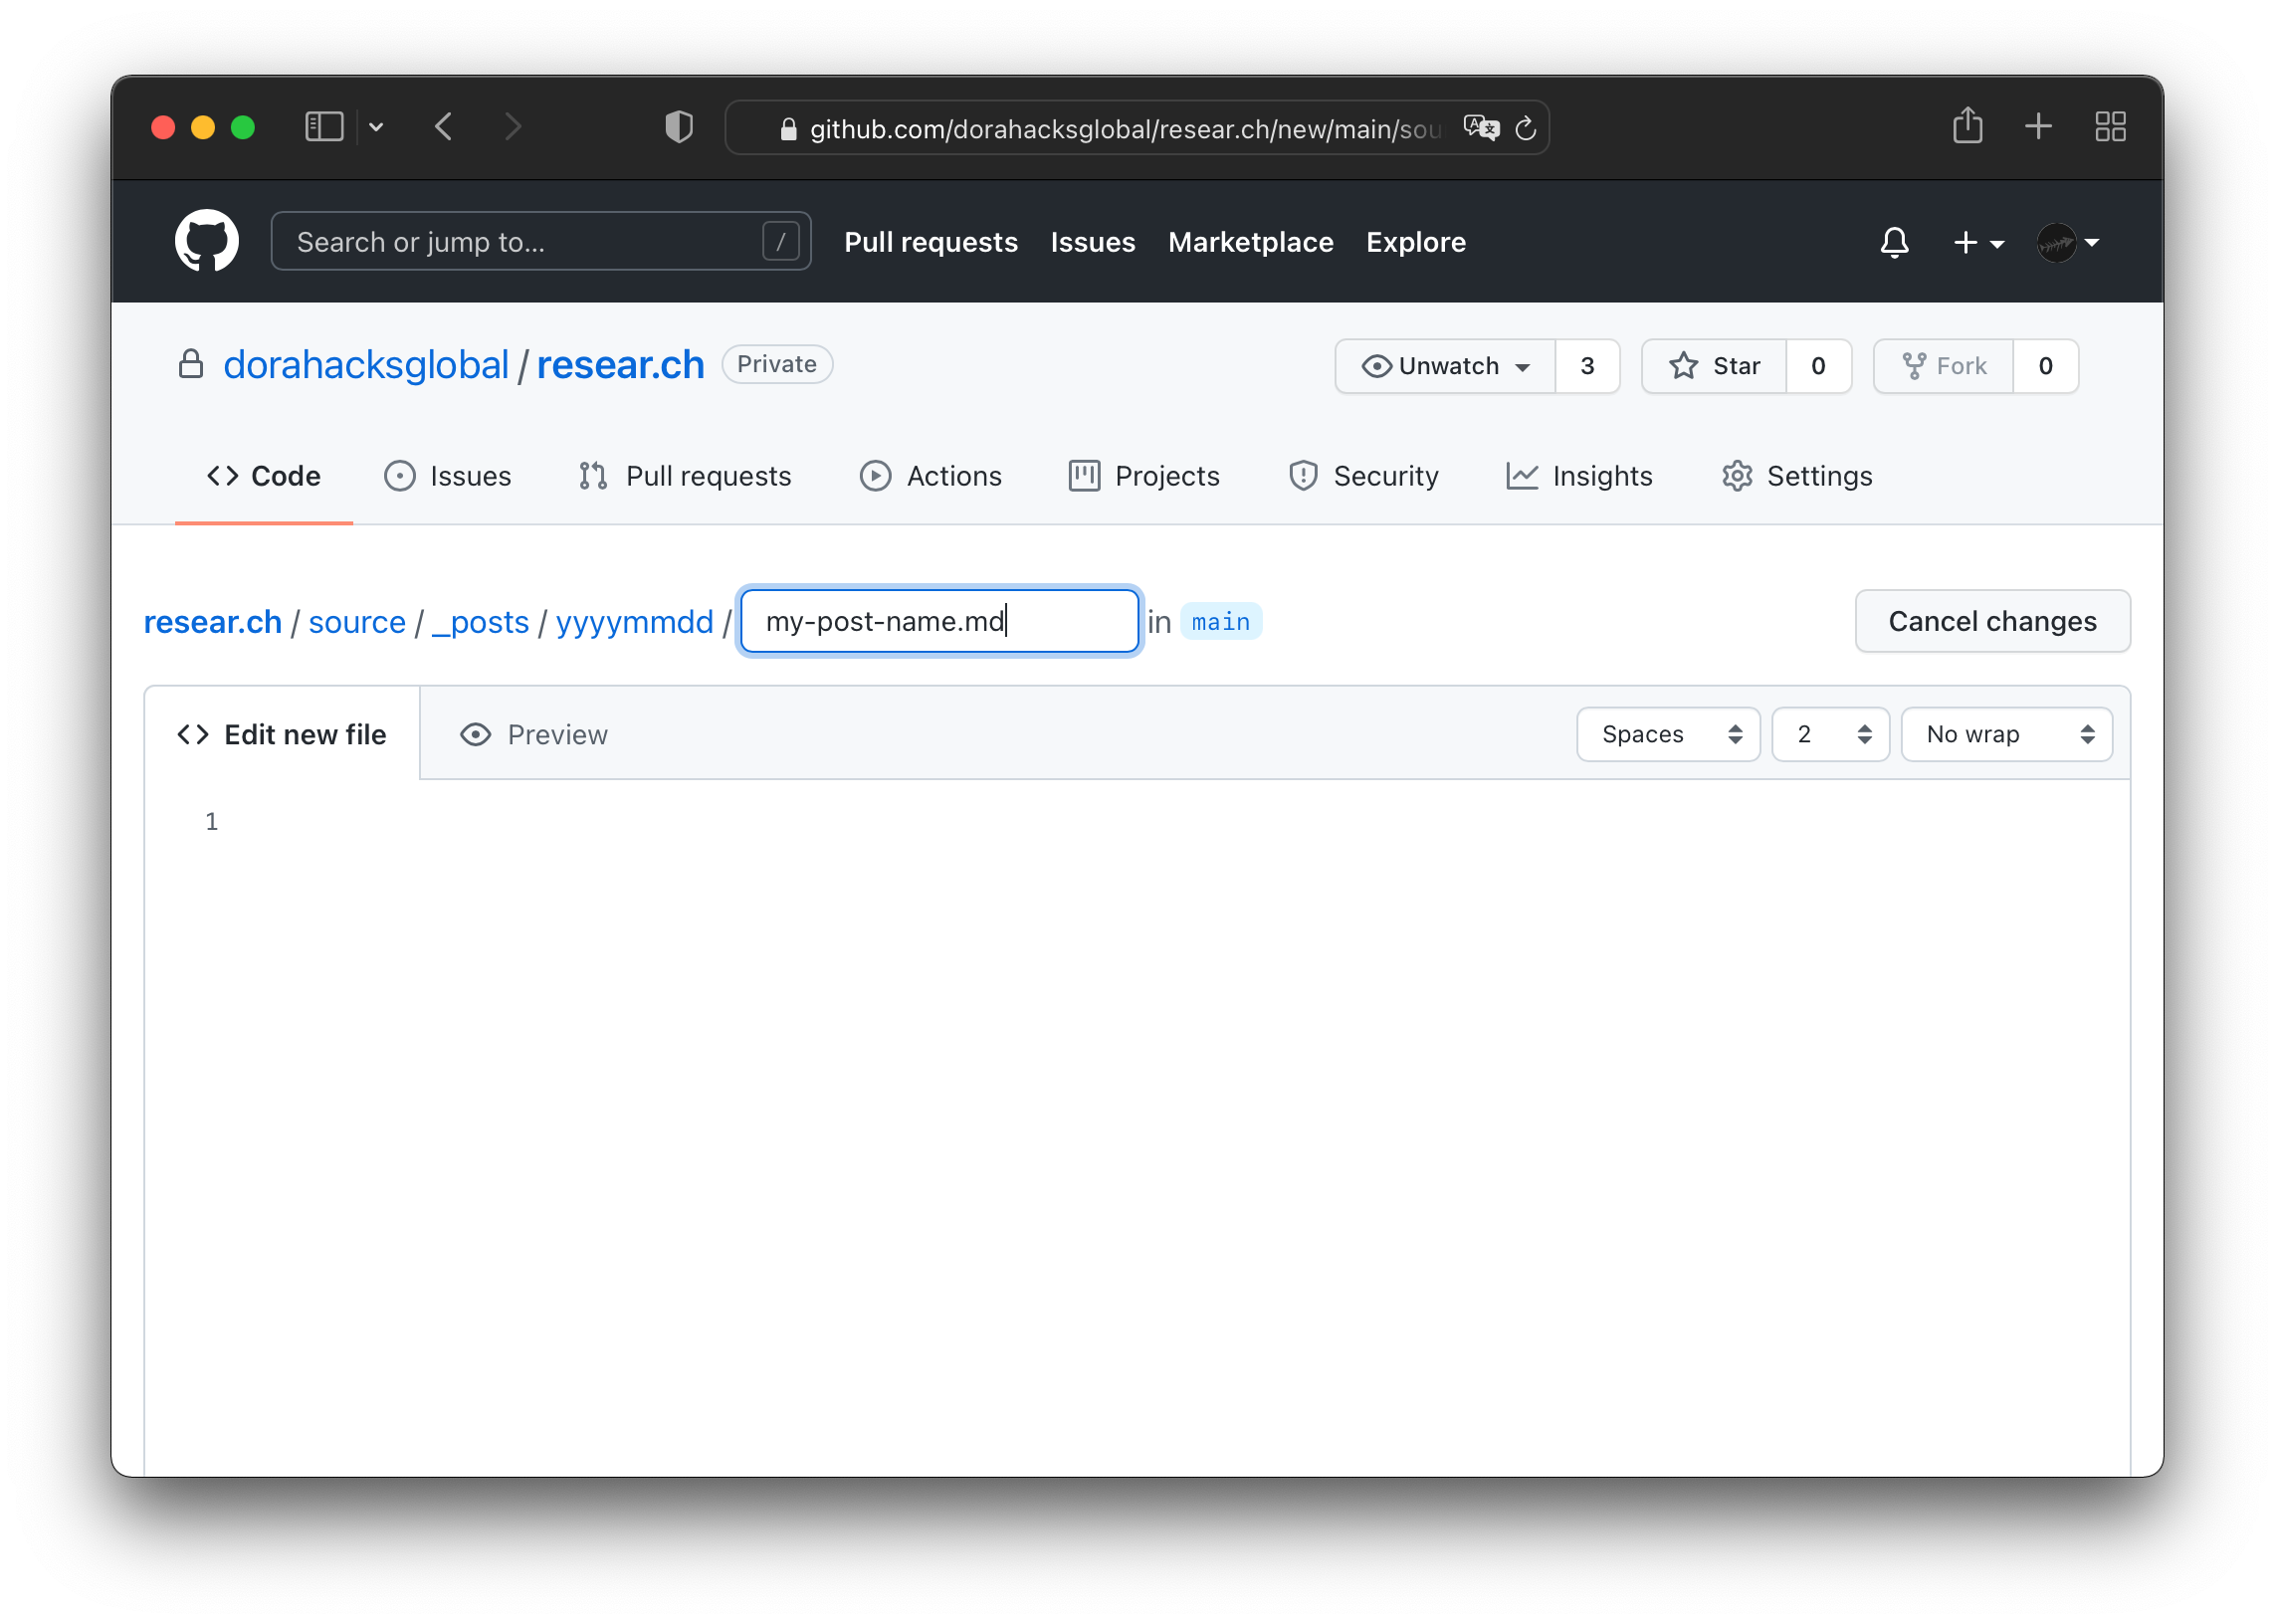 github.com/dorahacksglobal/resear.ch/new/main/sou
Search or jump to... /
Pull requests Issues Marketplace Explore
dorahacksglobal / resear.ch Private
Unwatch 3 Star 0 Fork 0
Code Issues Pull requests Actions Projects Security Insights Settings
resear.ch / source / _posts / yyyymmdd / my-post-name.md in main
Cancel changes
Edit new file Preview
Spaces 2 No wrap
1